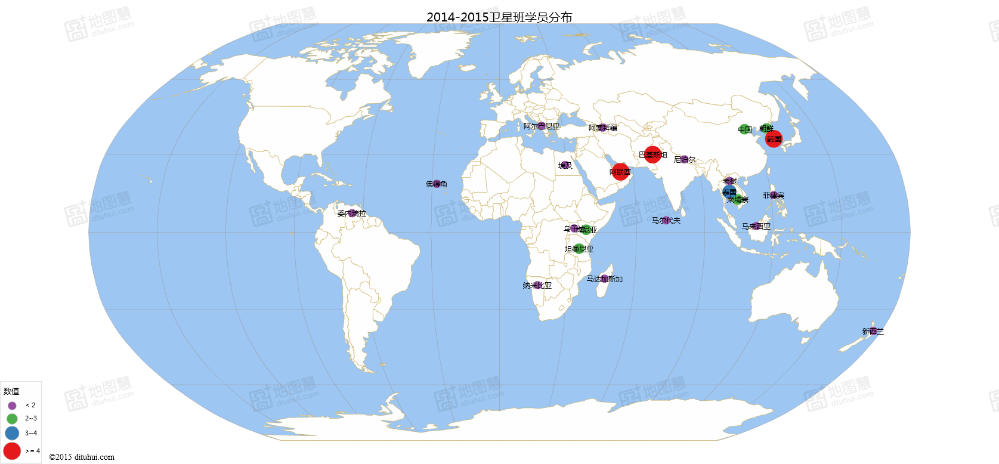 2014-2015卫星班学员分布
地图慧
dituhui.com
阿尔巴尼亚
阿塞拜疆
中国
朝鲜
韩国
巴基斯坦
尼泊尔
埃及
阿联酋
佛得角
老挝
泰国
菲律宾
柬埔寨
委内瑞拉
马尔代夫
马来西亚
乌干达
肯尼亚
坦桑尼亚
马达加斯加
纳米比亚
新西兰
数值
< 2
2~3
3~4
>= 4
©2015 dituhui.com